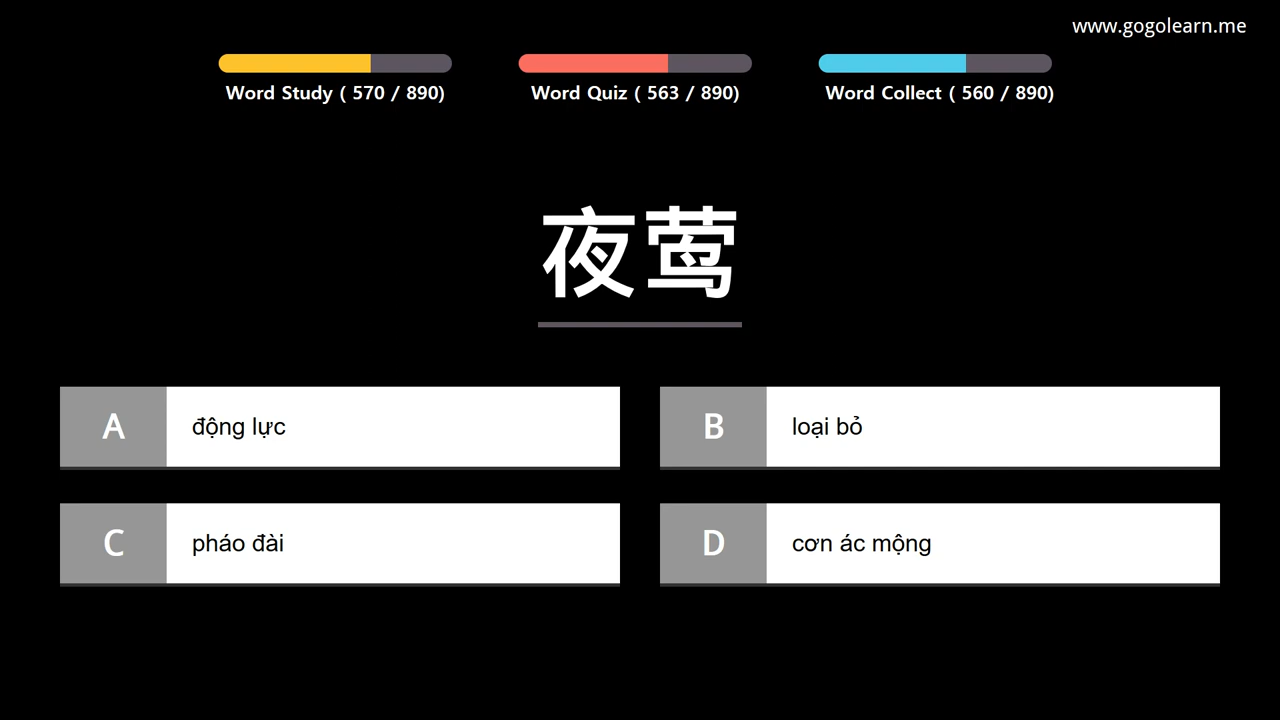 www.gogolearn.me
Word Study ( 570 / 890)
Word Quiz ( 563 / 890)
Word Collect ( 560 / 890)
夜莺
A động lực
B loại bỏ
C pháo đài
D cơn ác mộng